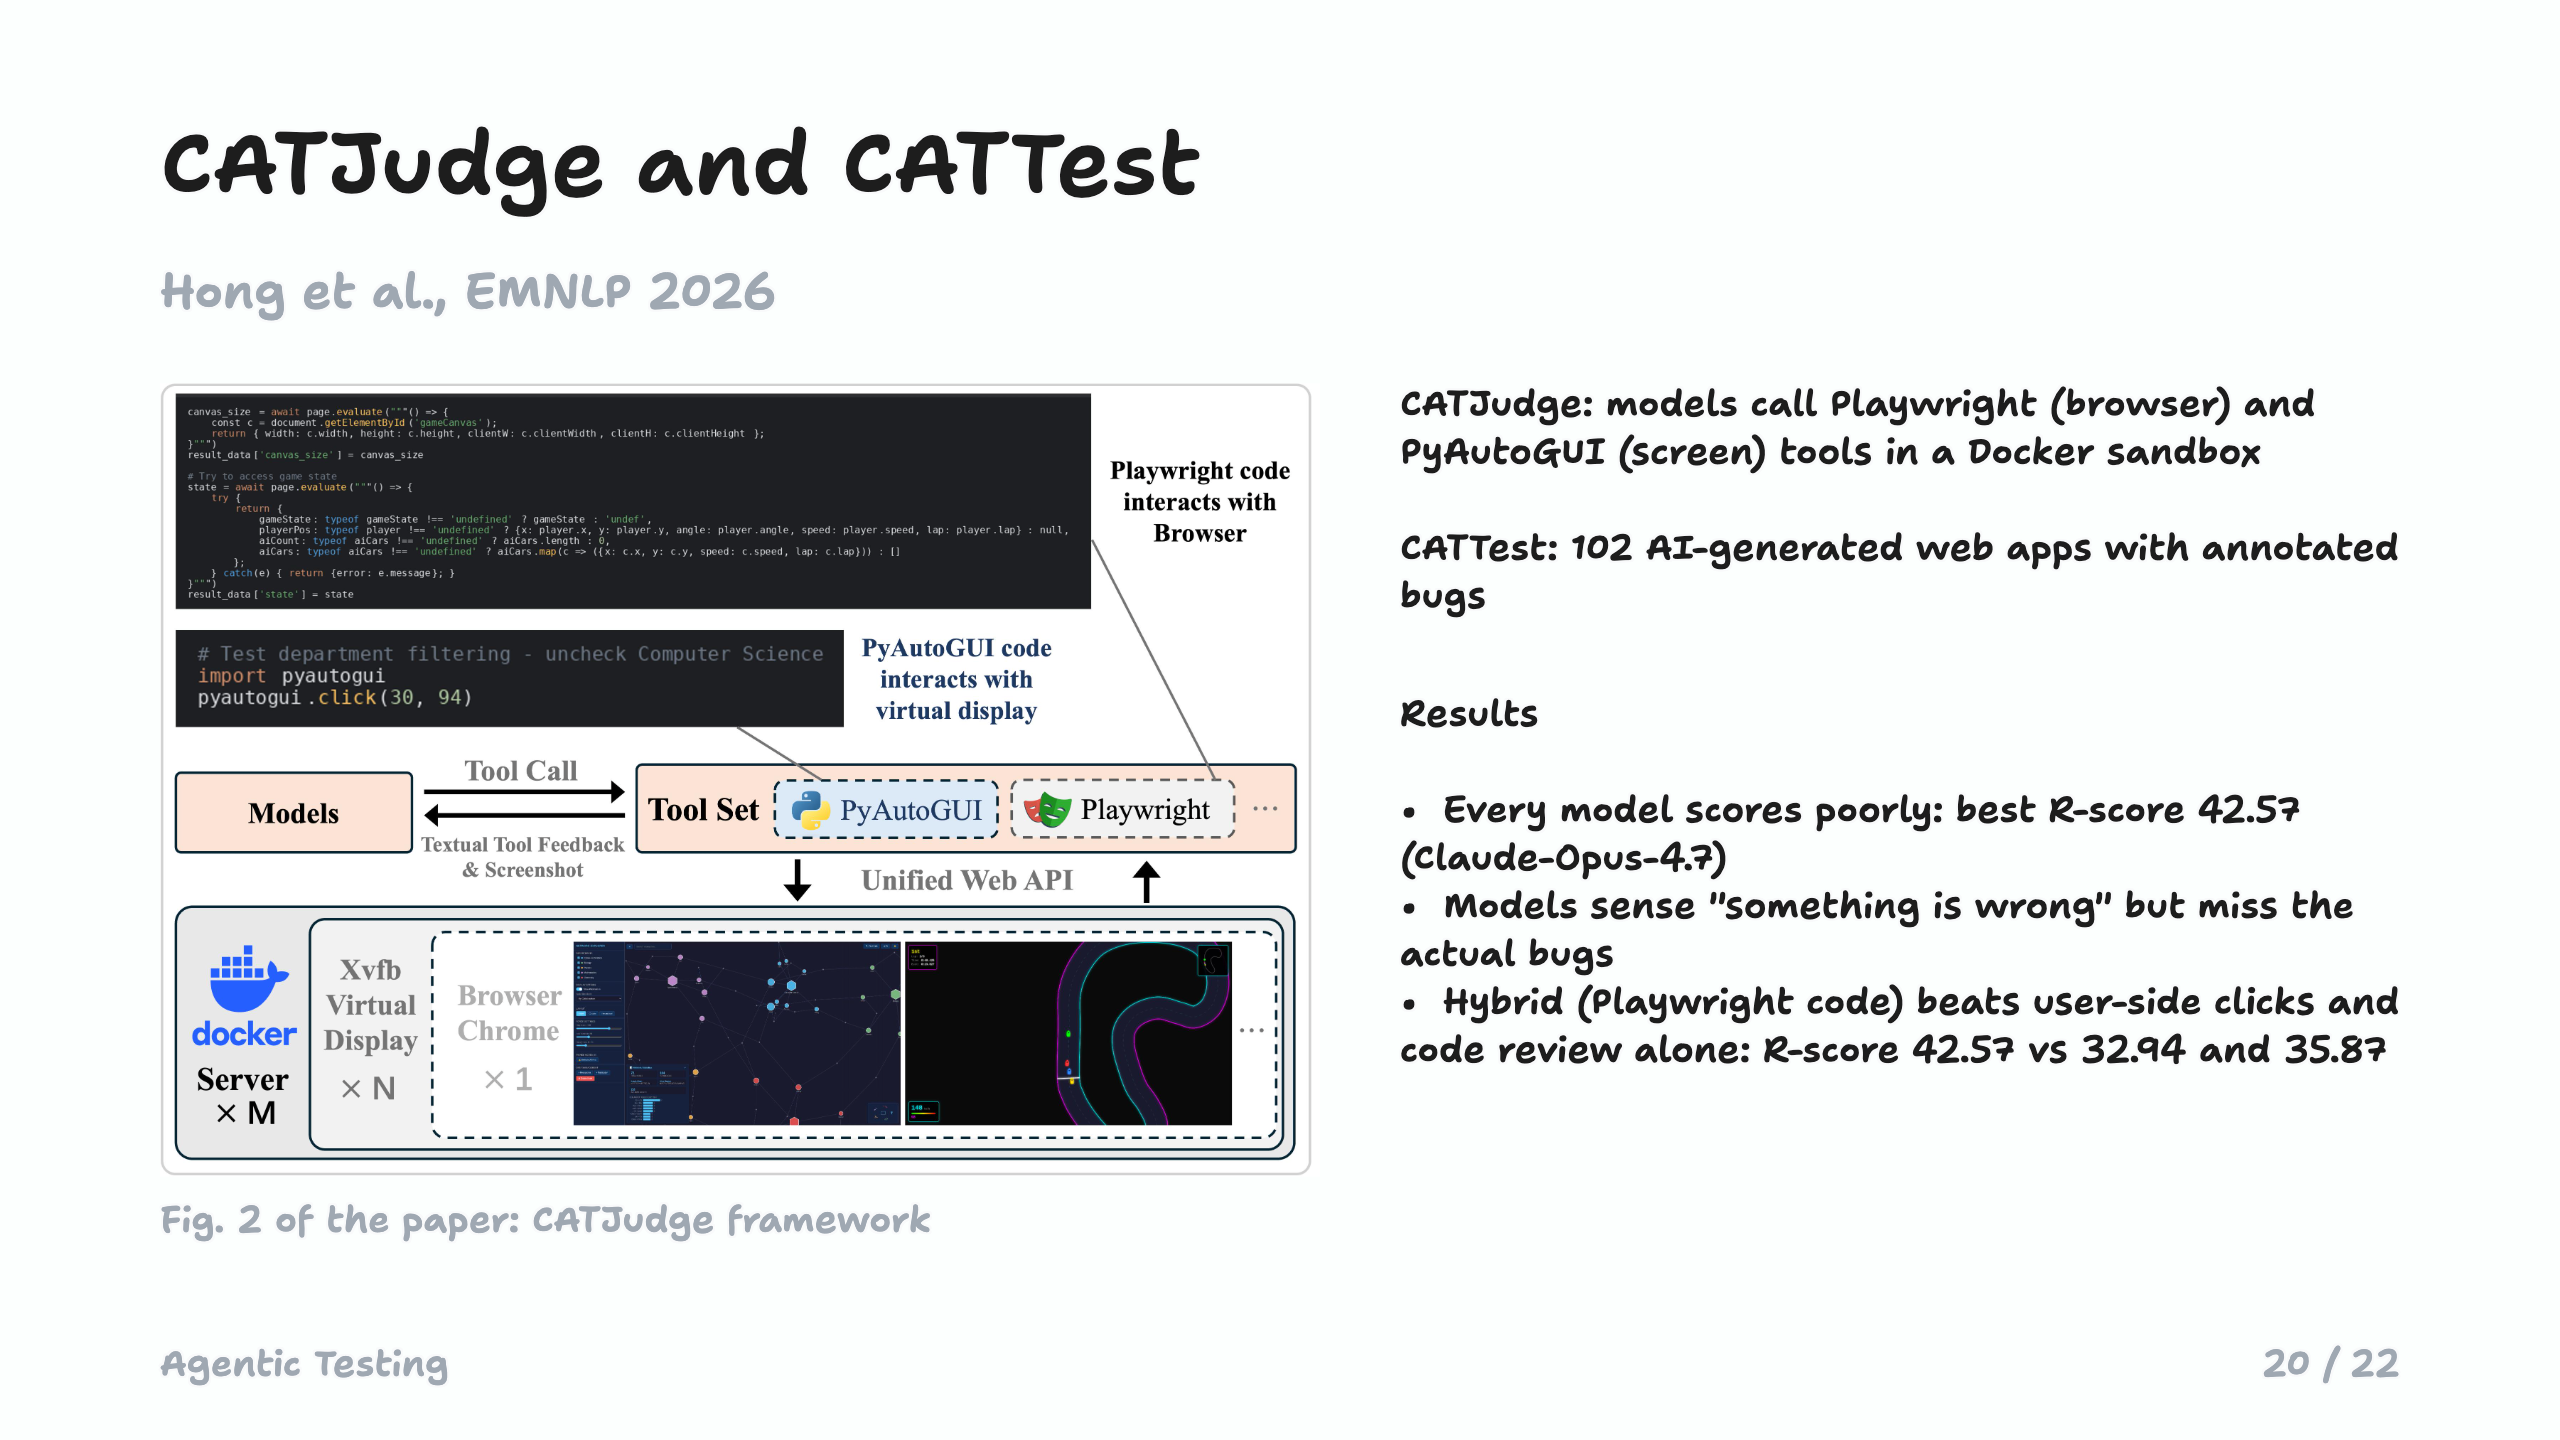 CATJudge and CATTest
Hong et al., EMNLP 2026
canvas_size = await page.evaluate("""() => {
const c = document.getElementById('gameCanvas');
return { width: c.width, height: c.height, clientW: c.clientWidth, clientH: c.clientHeight };
}""")
result_data['canvas_size'] = canvas_size
# Try to access game state
state = await page.evaluate("""() => {
try {
return {
gameState: typeof gameState !== 'undefined' ? gameState : 'undef',
playerPos: typeof player !== 'undefined' ? {x: player.x, y: player.y, angle: player.angle, speed: player.speed, lap: player.lap} : null,
aiCount: typeof aiCars !== 'undefined' ? aiCars.length : 0,
aiCars: typeof aiCars !== 'undefined' ? aiCars.map(c => ({x: c.x, y: c.y, speed: c.speed, lap: c.lap})) : []
};
} catch(e) { return {error: e.message}; }
}""")
result_data['state'] = state
Playwright code
interacts with
Browser
# Test department filtering - uncheck Computer Science
import pyautogui
pyautogui.click(30, 94)
PyAutoGUI code
interacts with
virtual display
Models
Tool Call
Textual Tool Feedback
& Screenshot
Tool Set
PyAutoGUI
Playwright
...
Unified Web API
docker
Server
× M
Xvfb
Virtual
Display
× N
Browser
Chrome
× 1
...
Fig. 2 of the paper: CATJudge framework
CATJudge: models call Playwright (browser) and
PyAutoGUI (screen) tools in a Docker sandbox
CATTest: 102 AI-generated web apps with annotated
bugs
Results
• Every model scores poorly: best R-score 42.57
(Claude-Opus-4.7)
• Models sense "something is wrong" but miss the
actual bugs
• Hybrid (Playwright code) beats user-side clicks and
code review alone: R-score 42.57 vs 32.94 and 35.87
Agentic Testing
20 / 22